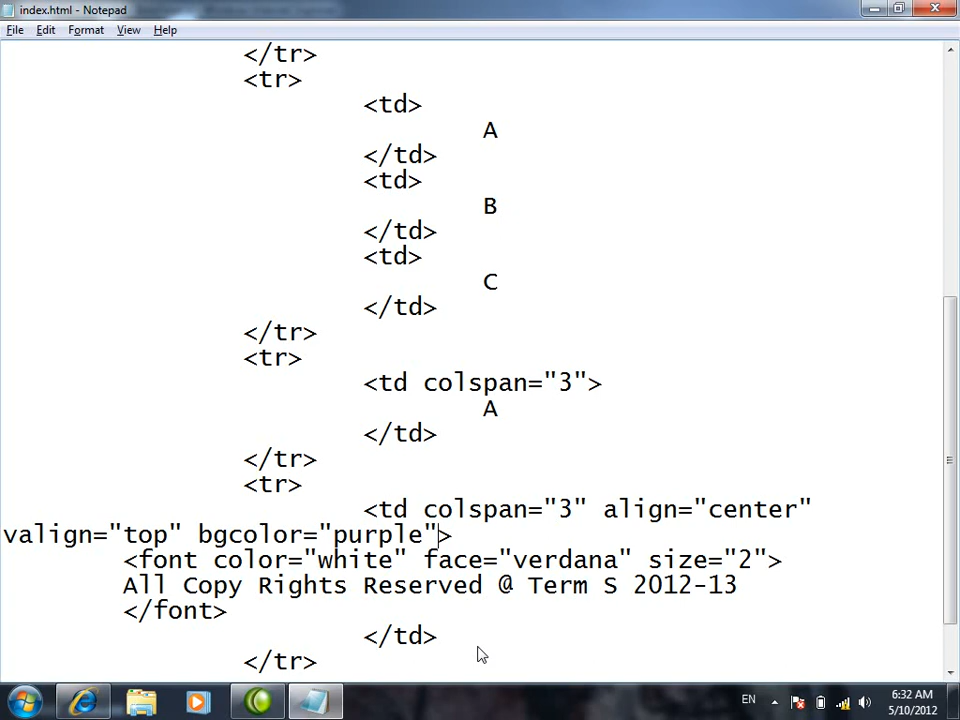 index.html - Notepad
File Edit Format View Help
</tr>
<tr>
<td>
A
</td>
<td>
B
</td>
<td>
C
</td>
</tr>
<tr>
<td colspan="3">
A
</td>
</tr>
<tr>
<td colspan="3" align="center"
valign="top" bgcolor="purple">
<font color="white" face="verdana" size="2">
All Copy Rights Reserved @ Term S 2012-13
</font>
</td>
</tr>
EN
6:32 AM
5/10/2012